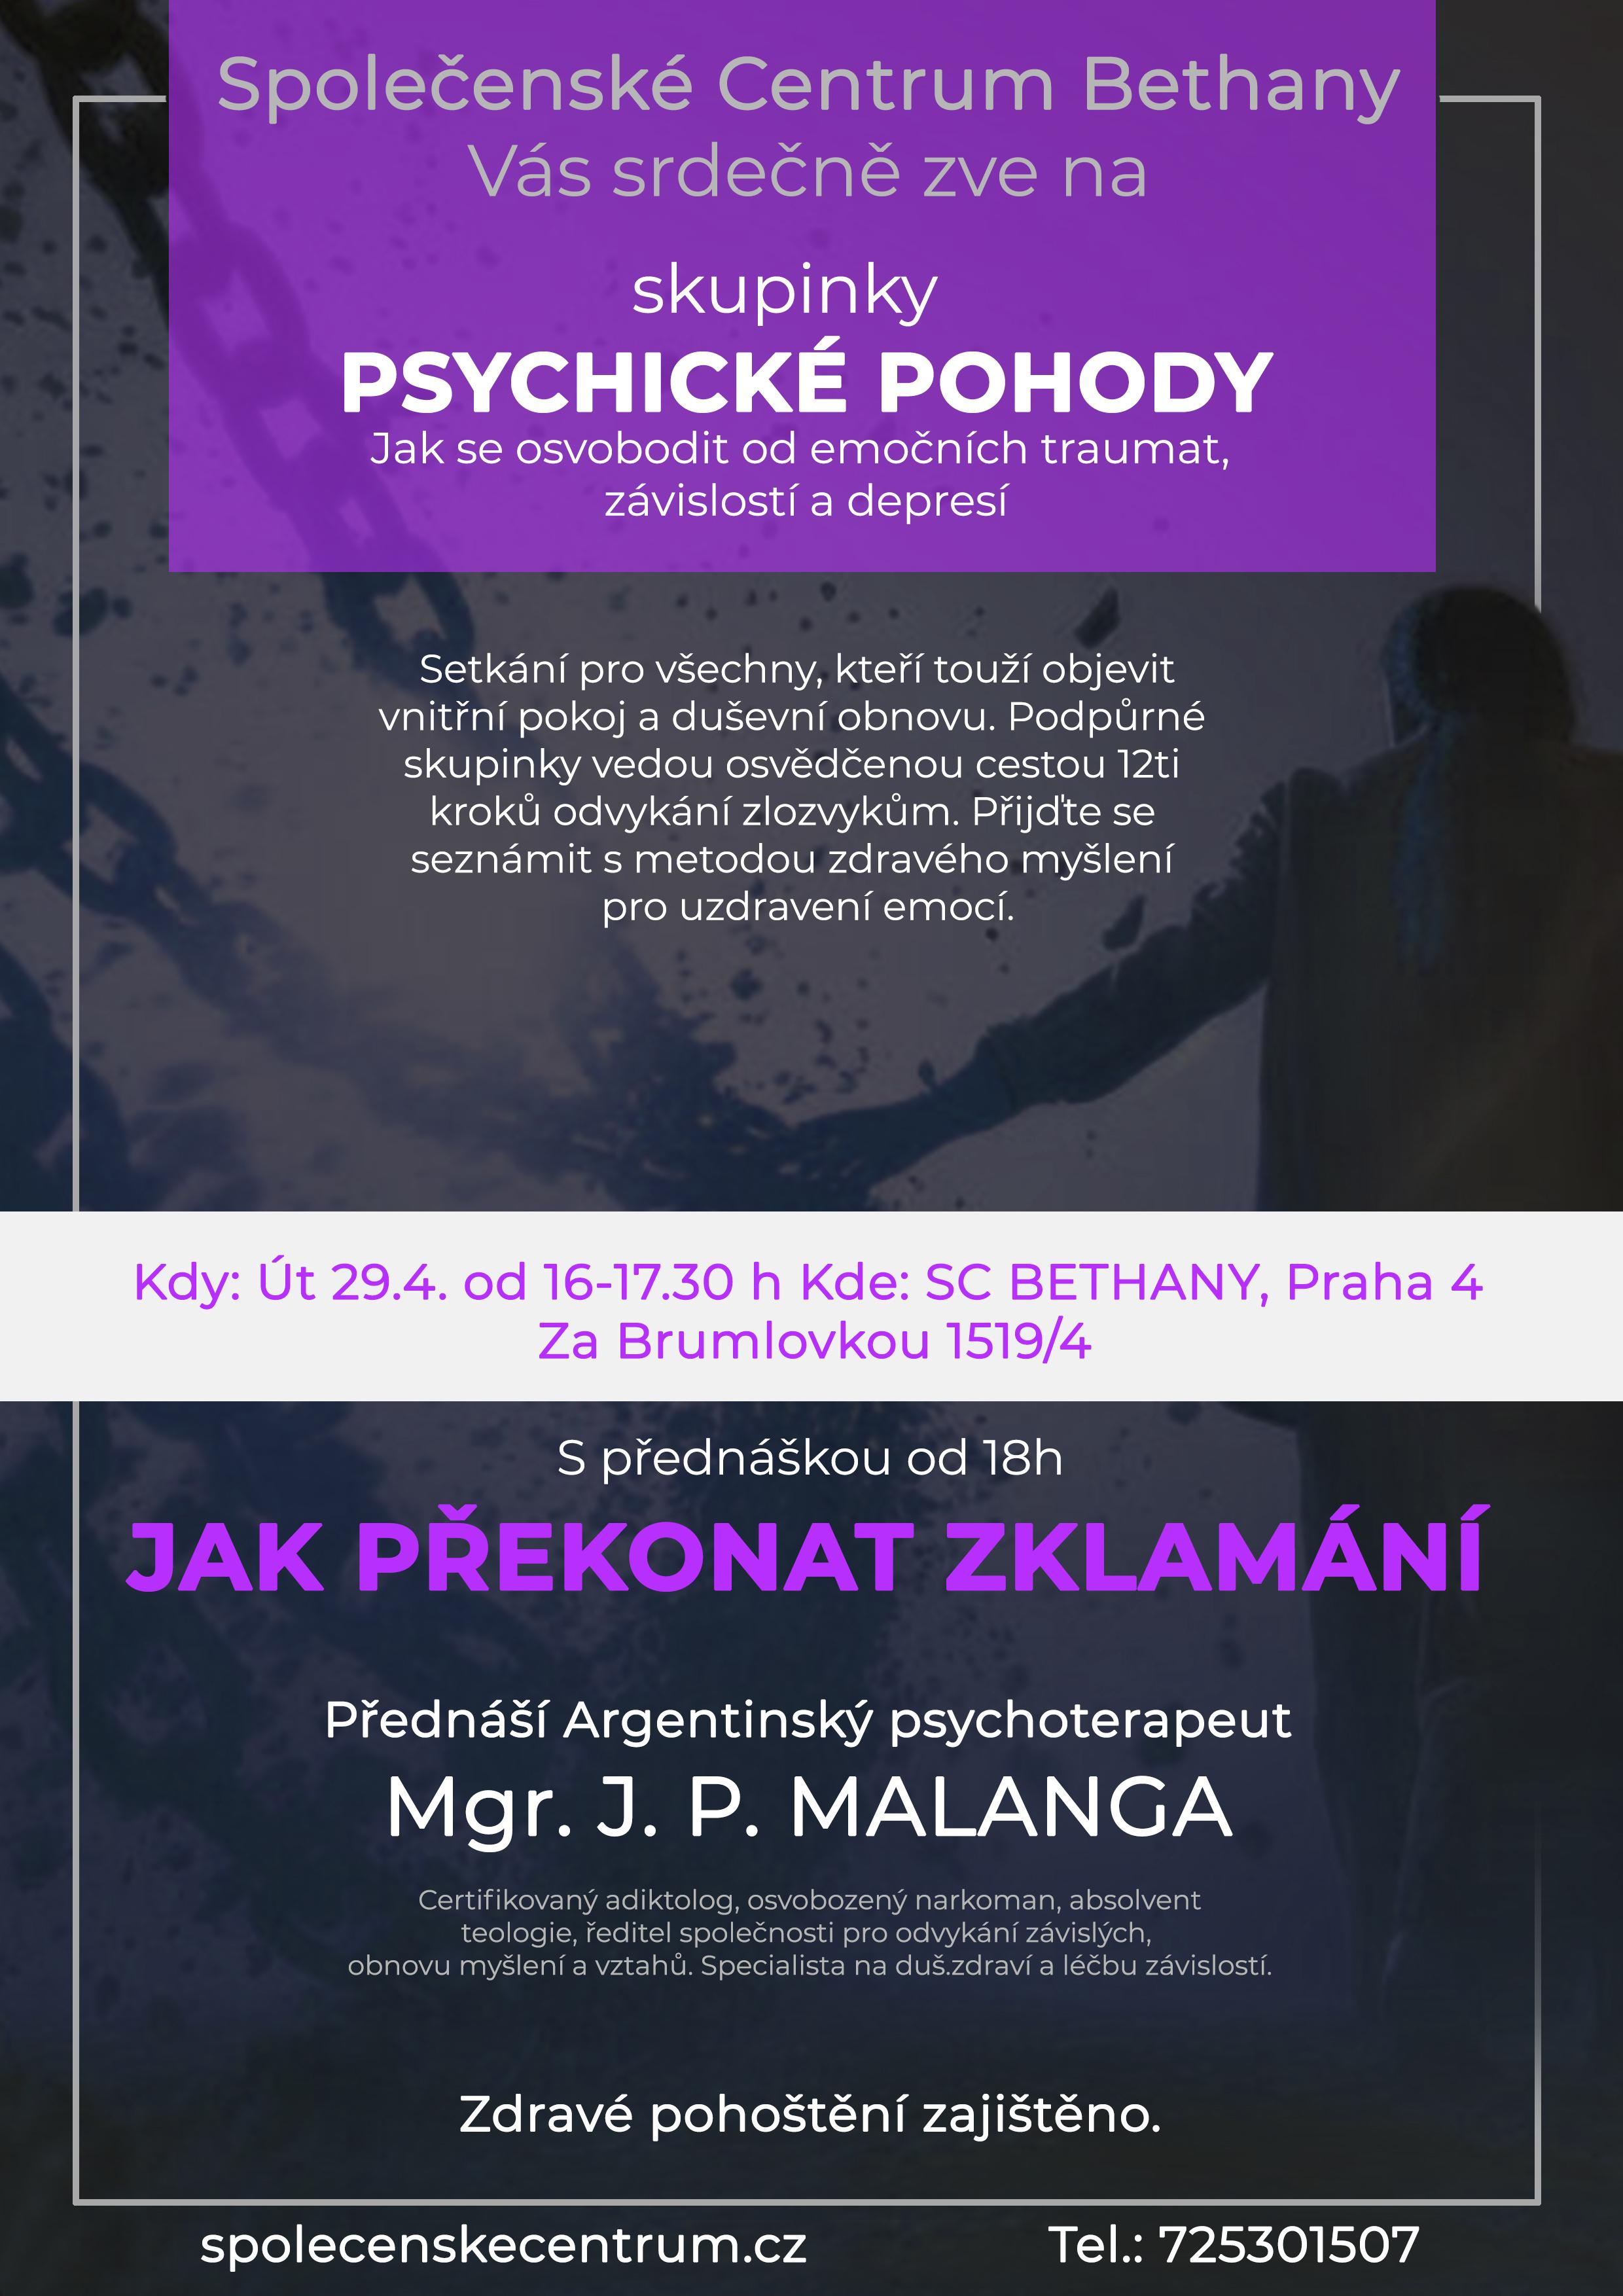 Společenské Centrum Bethany
Vás srdečně zve na
skupinky
PSYCHICKÉ POHODY
Jak se osvobodit od emočních traumat,
závislostí a depresí
Setkání pro všechny, kteří touží objevit
vnitřní pokoj a duševní obnovu. Podpůrné
skupinky vedou osvědčenou cestou 12ti
kroků odvykání zlozvykům. Přijďte se
seznámit s metodou zdravého myšlení
pro uzdravení emocí.
Kdy: Út 29.4. od 16-17.30 h Kde: SC BETHANY, Praha 4
Za Brumlovkou 1519/4
S přednáškou od 18h
JAK PŘEKONAT ZKLAMÁNÍ
Přednáší Argentinský psychoterapeut
Mgr. J. P. MALANGA
Certifikovaný adiktolog, osvobozený narkoman, absolvent
teologie, ředitel společnosti pro odvykání závislých,
obnovu myšlení a vztahů. Specialista na duš.zdraví a léčbu závislostí.
Zdravé pohoštění zajištěno.
spolecenskecentrum.cz
Tel.: 725301507